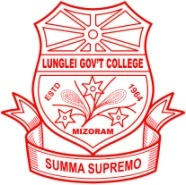 LUNGLEI GOV'T COLLEGE
ESTD 1964
MIZORAM
SUMMA SUPREMO